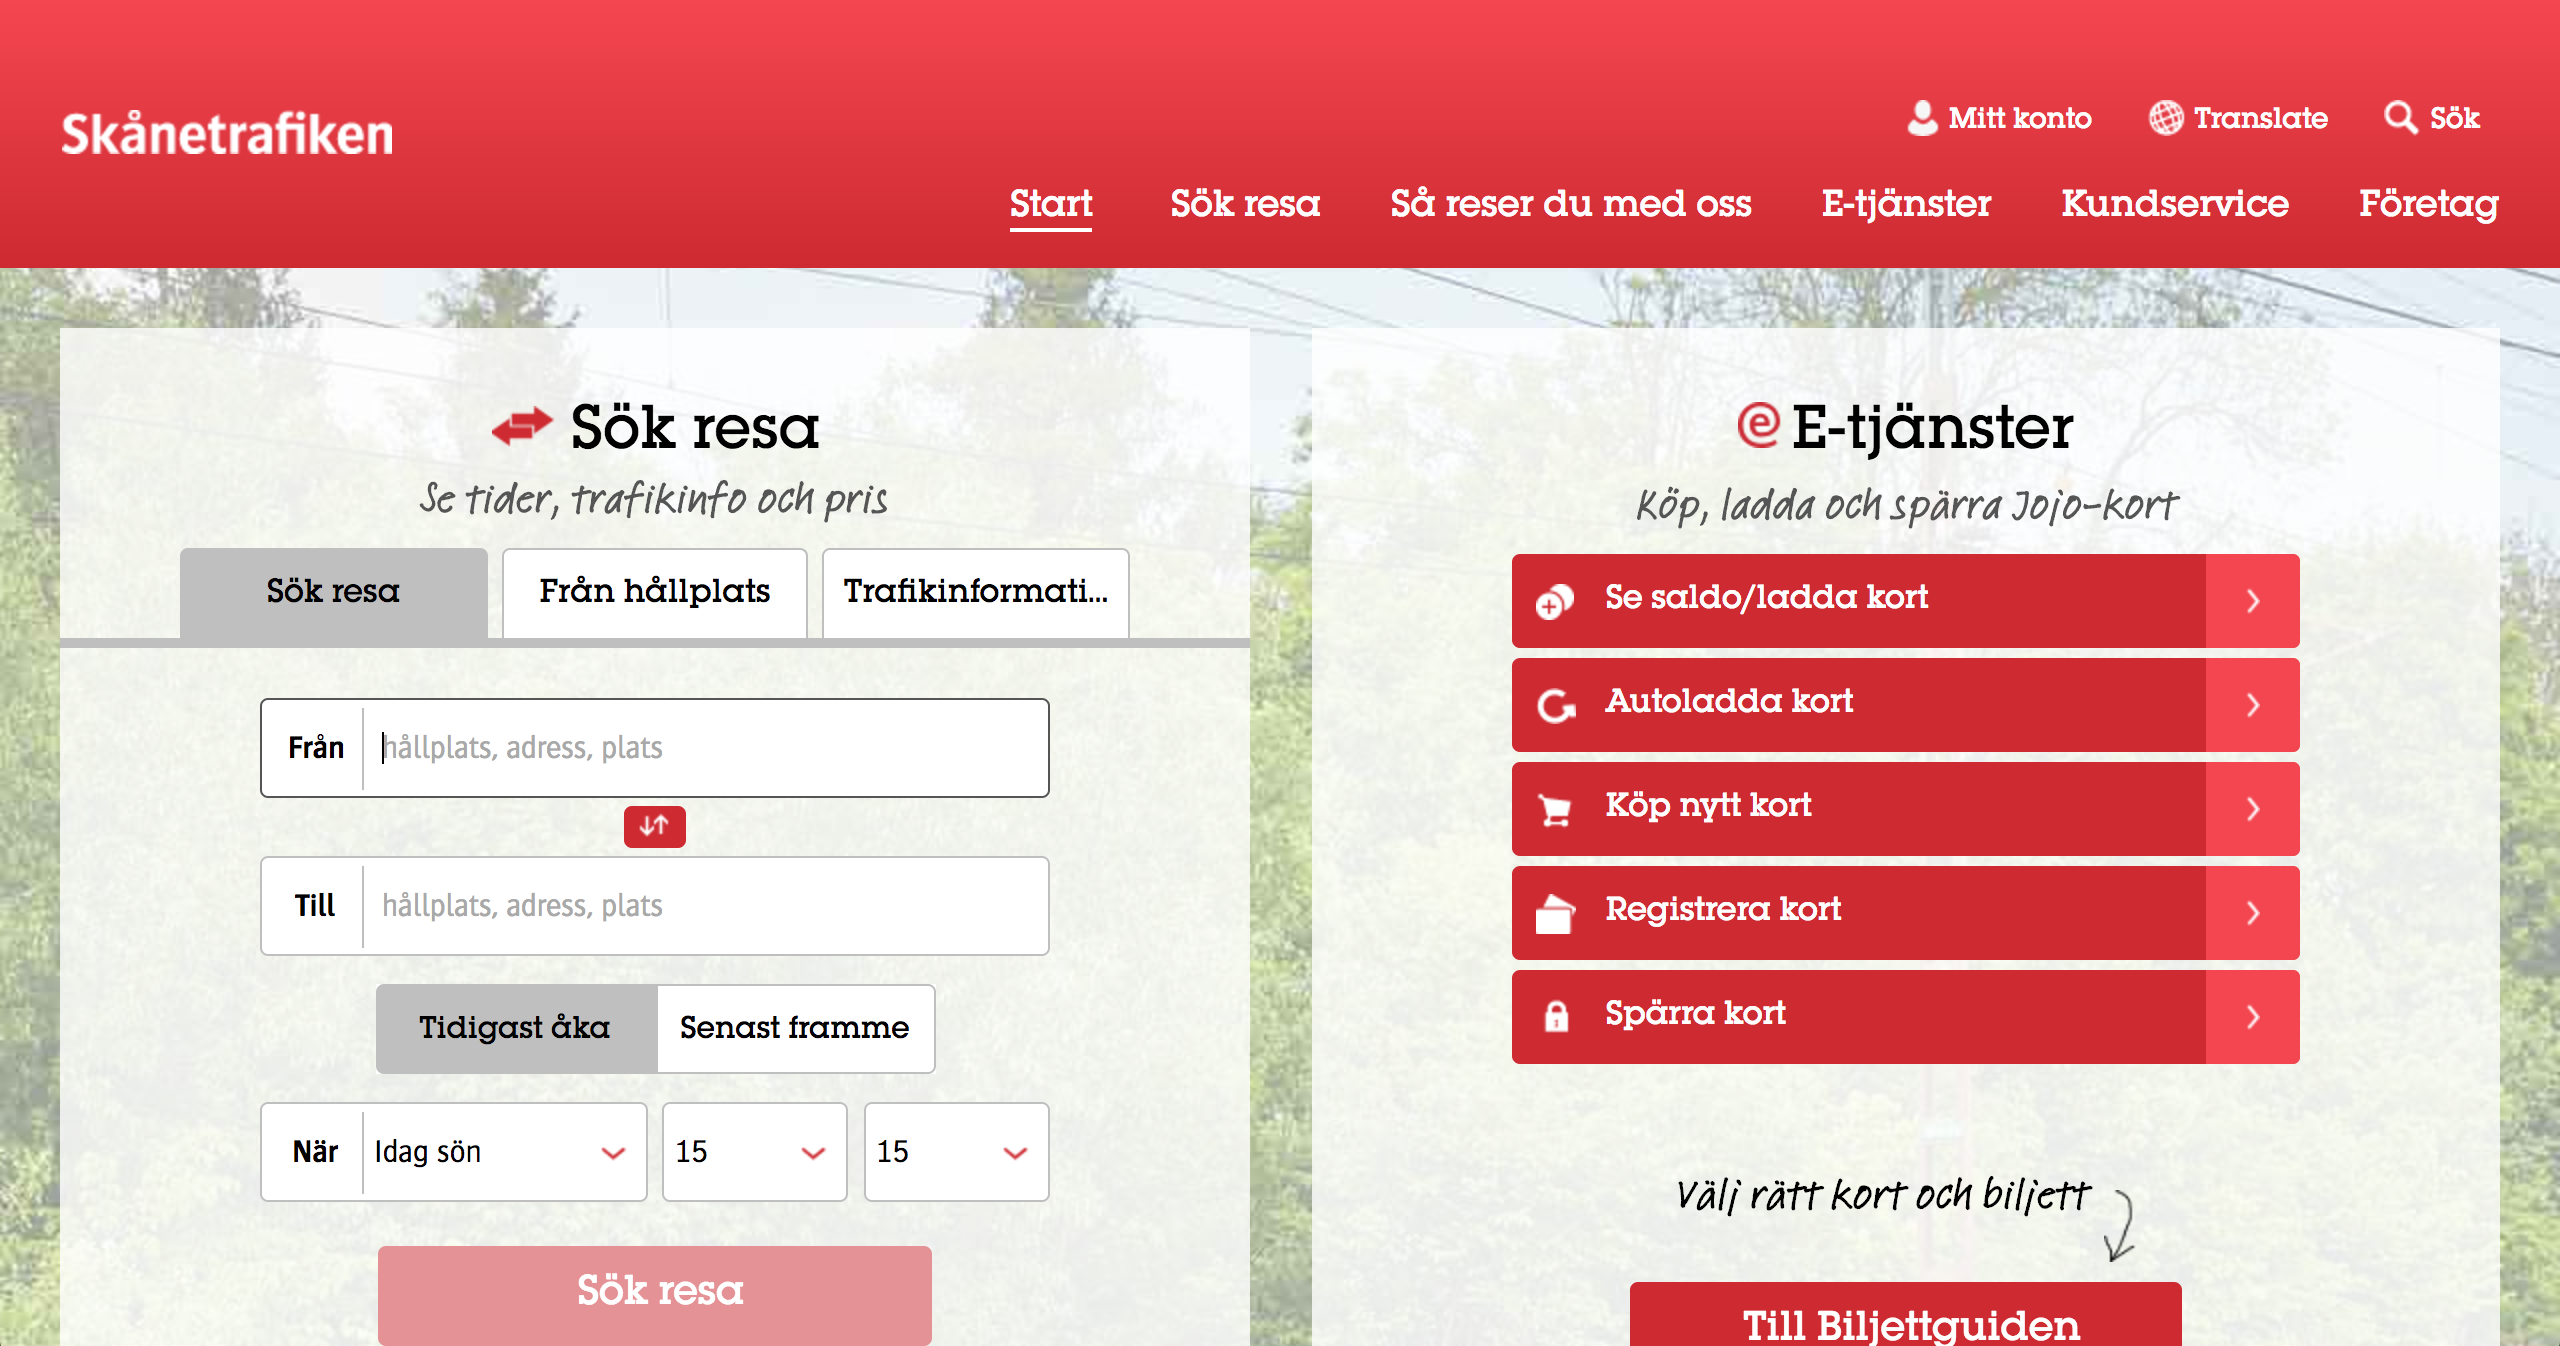 Skånetrafiken
Mitt konto
Translate
Sök
Start
Sök resa
Så reser du med oss
E-tjänster
Kundservice
Företag
Sök resa
Se tider, trafikinfo och pris
Sök resa
Från hållplats
Trafikinformati...
Från
hållplats, adress, plats
Till
hållplats, adress, plats
Tidigast åka
Senast framme
När
Idag sön
15
15
Sök resa
E-tjänster
Köp, ladda och spärra Jojo-kort
Se saldo/ladda kort
Autoladda kort
Köp nytt kort
Registrera kort
Spärra kort
Välj rätt kort och biljett
Till Biljettguiden